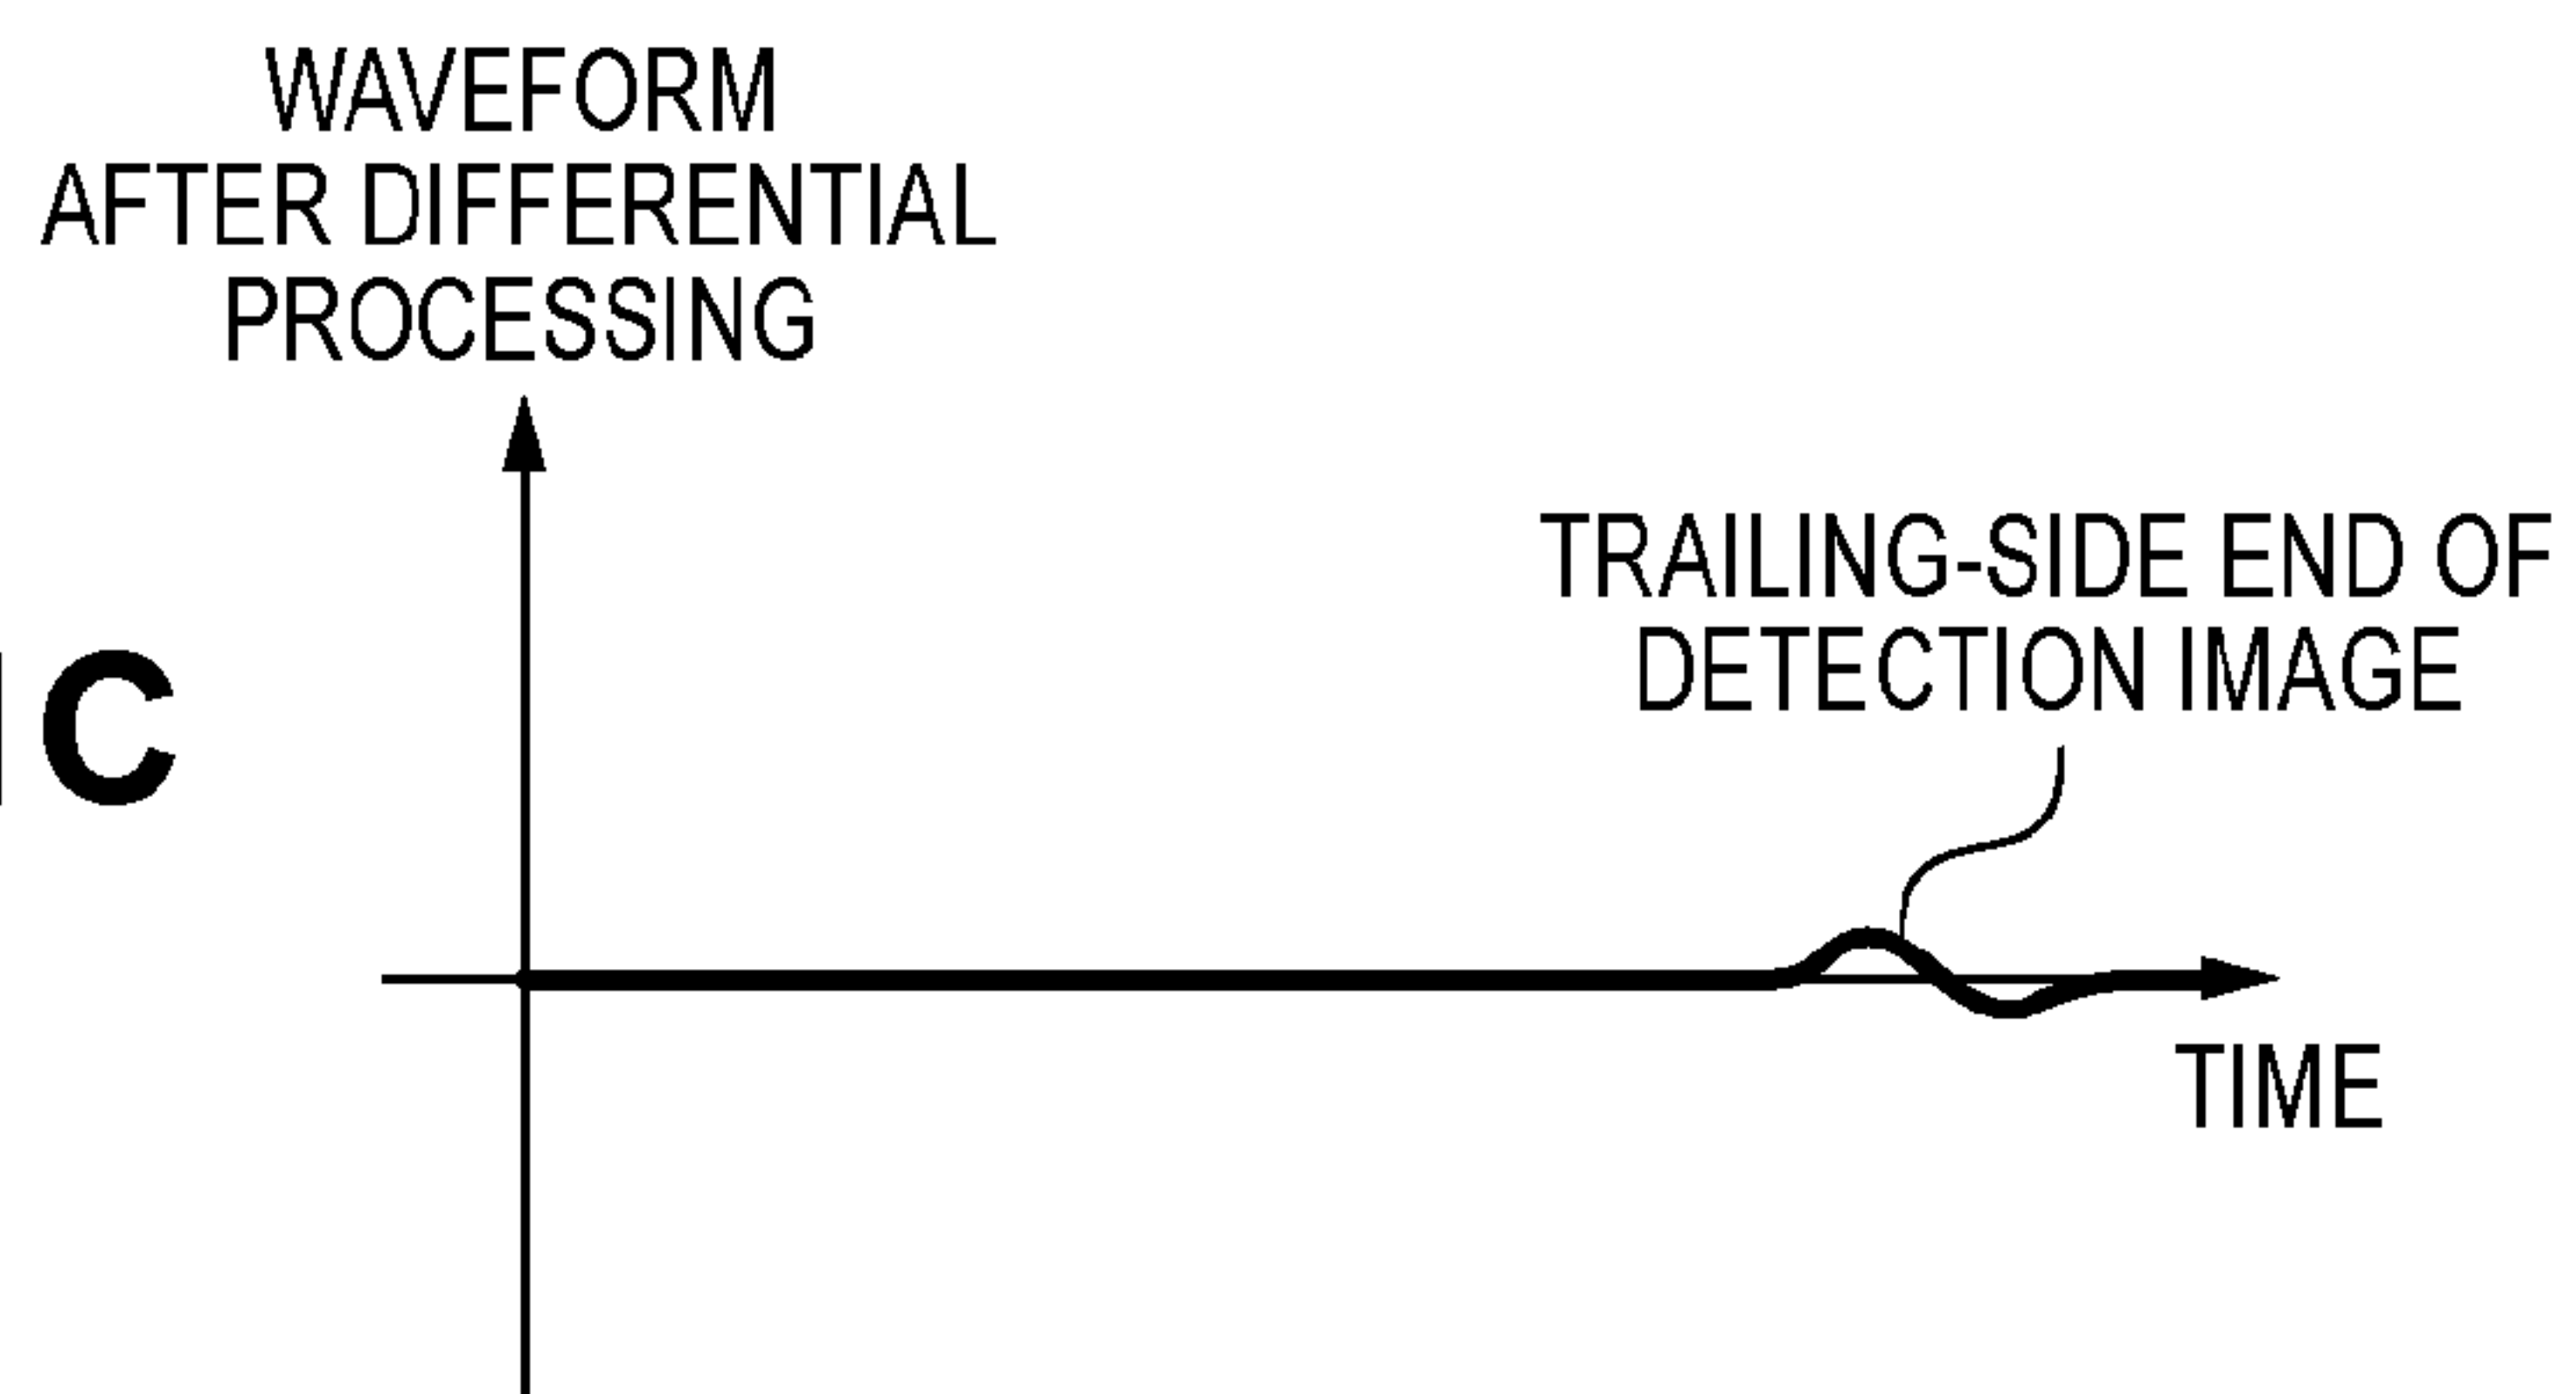 WAVEFORM
AFTER DIFFERENTIAL
PROCESSING
TRAILING-SIDE END OF
DETECTION IMAGE
C
TIME